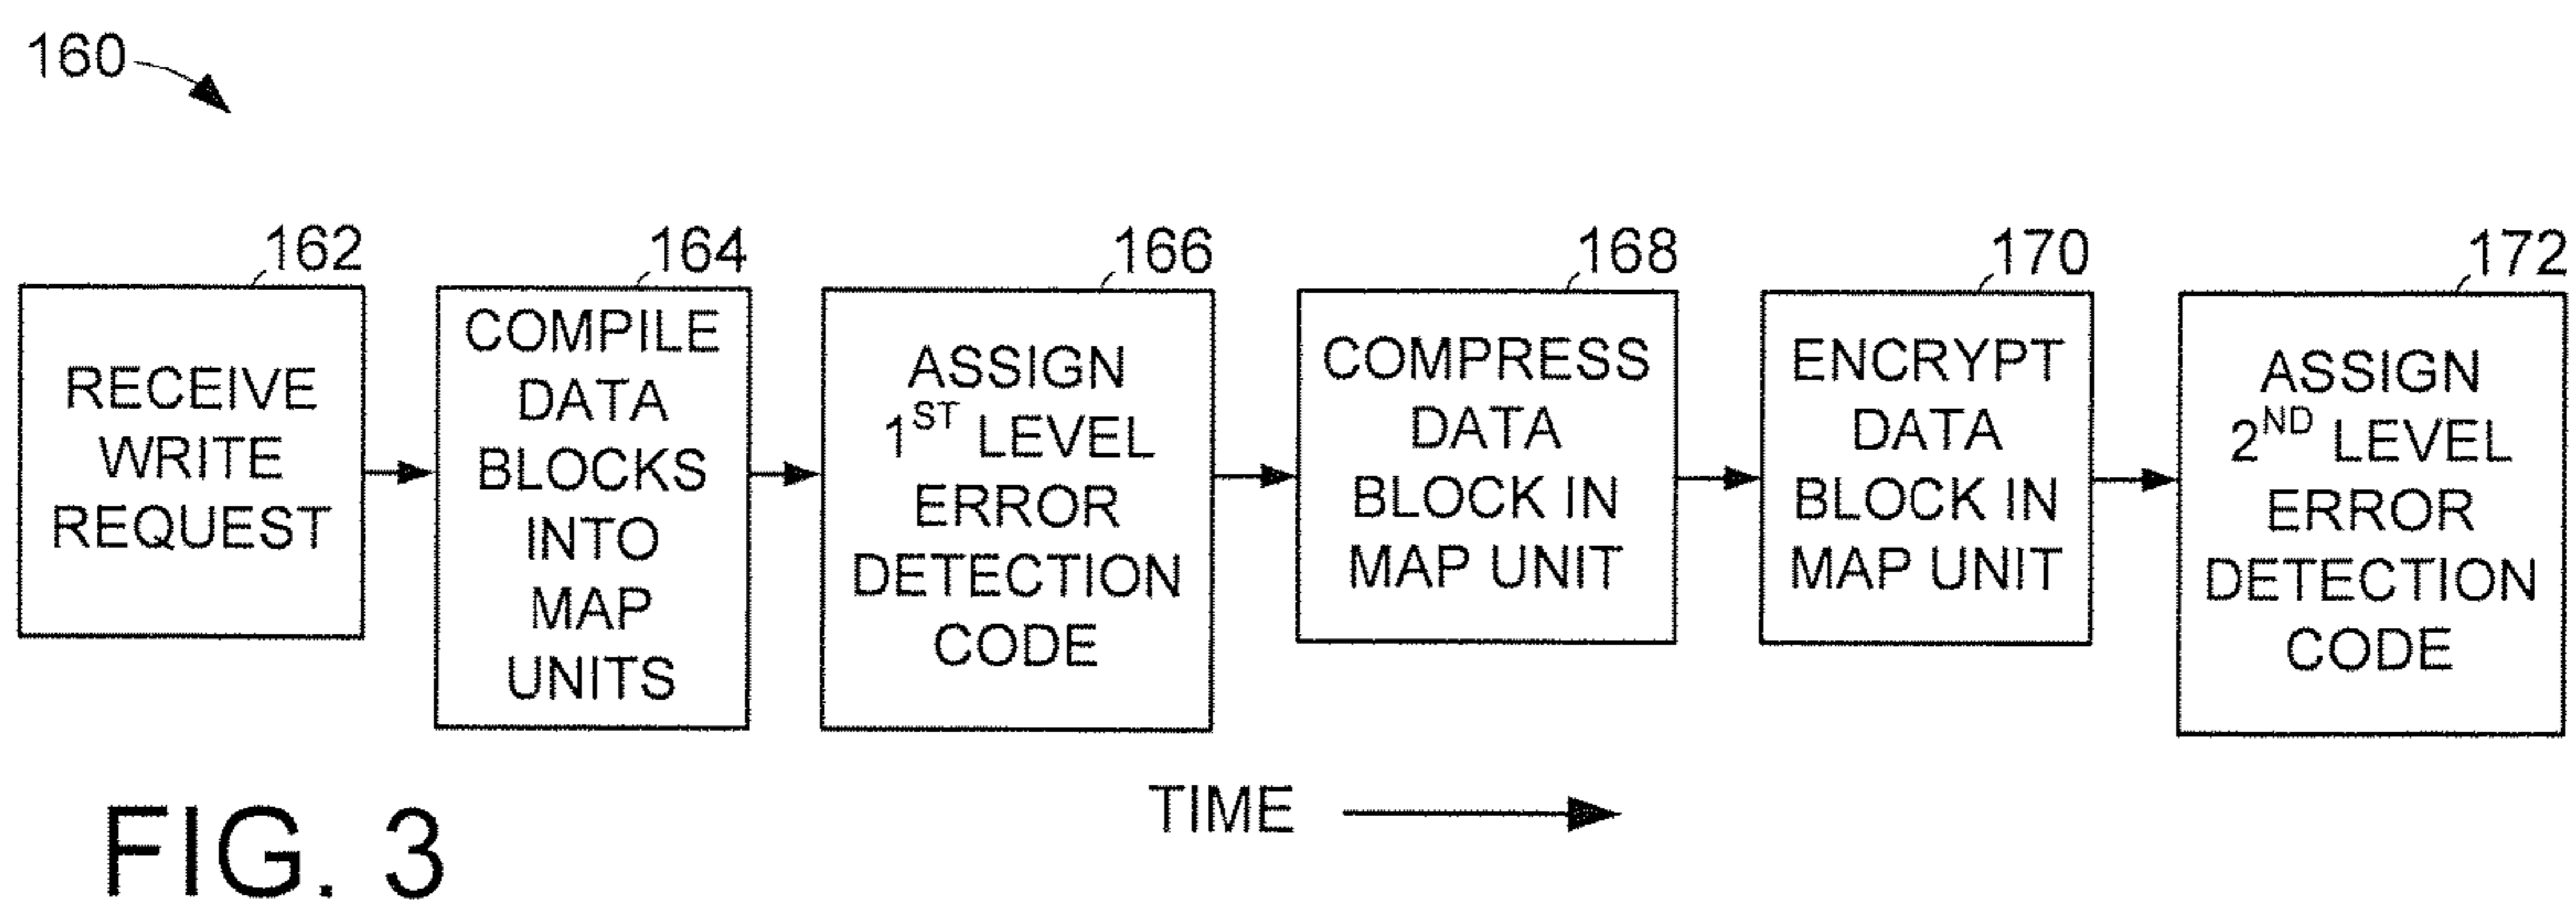 160
162
RECEIVE
WRITE
REQUEST
164
COMPILE
DATA
BLOCKS
INTO
MAP
UNITS
166
ASSIGN
1ST LEVEL
ERROR
DETECTION
CODE
168
COMPRESS
DATA
BLOCK IN
MAP UNIT
170
ENCRYPT
DATA
BLOCK IN
MAP UNIT
172
ASSIGN
2ND LEVEL
ERROR
DETECTION
CODE
TIME
FIG. 3